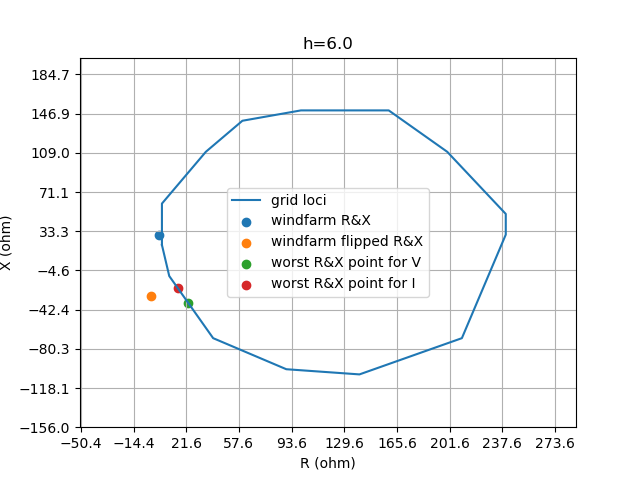 h=6.0
184.7
146.9
109.0
71.1
33.3
−4.6
−42.4
−80.3
−118.1
−156.0
X (ohm)
grid loci
windfarm R&X
windfarm flipped R&X
worst R&X point for V
worst R&X point for I
−50.4 −14.4 21.6 57.6 93.6 129.6 165.6 201.6 237.6 273.6
R (ohm)